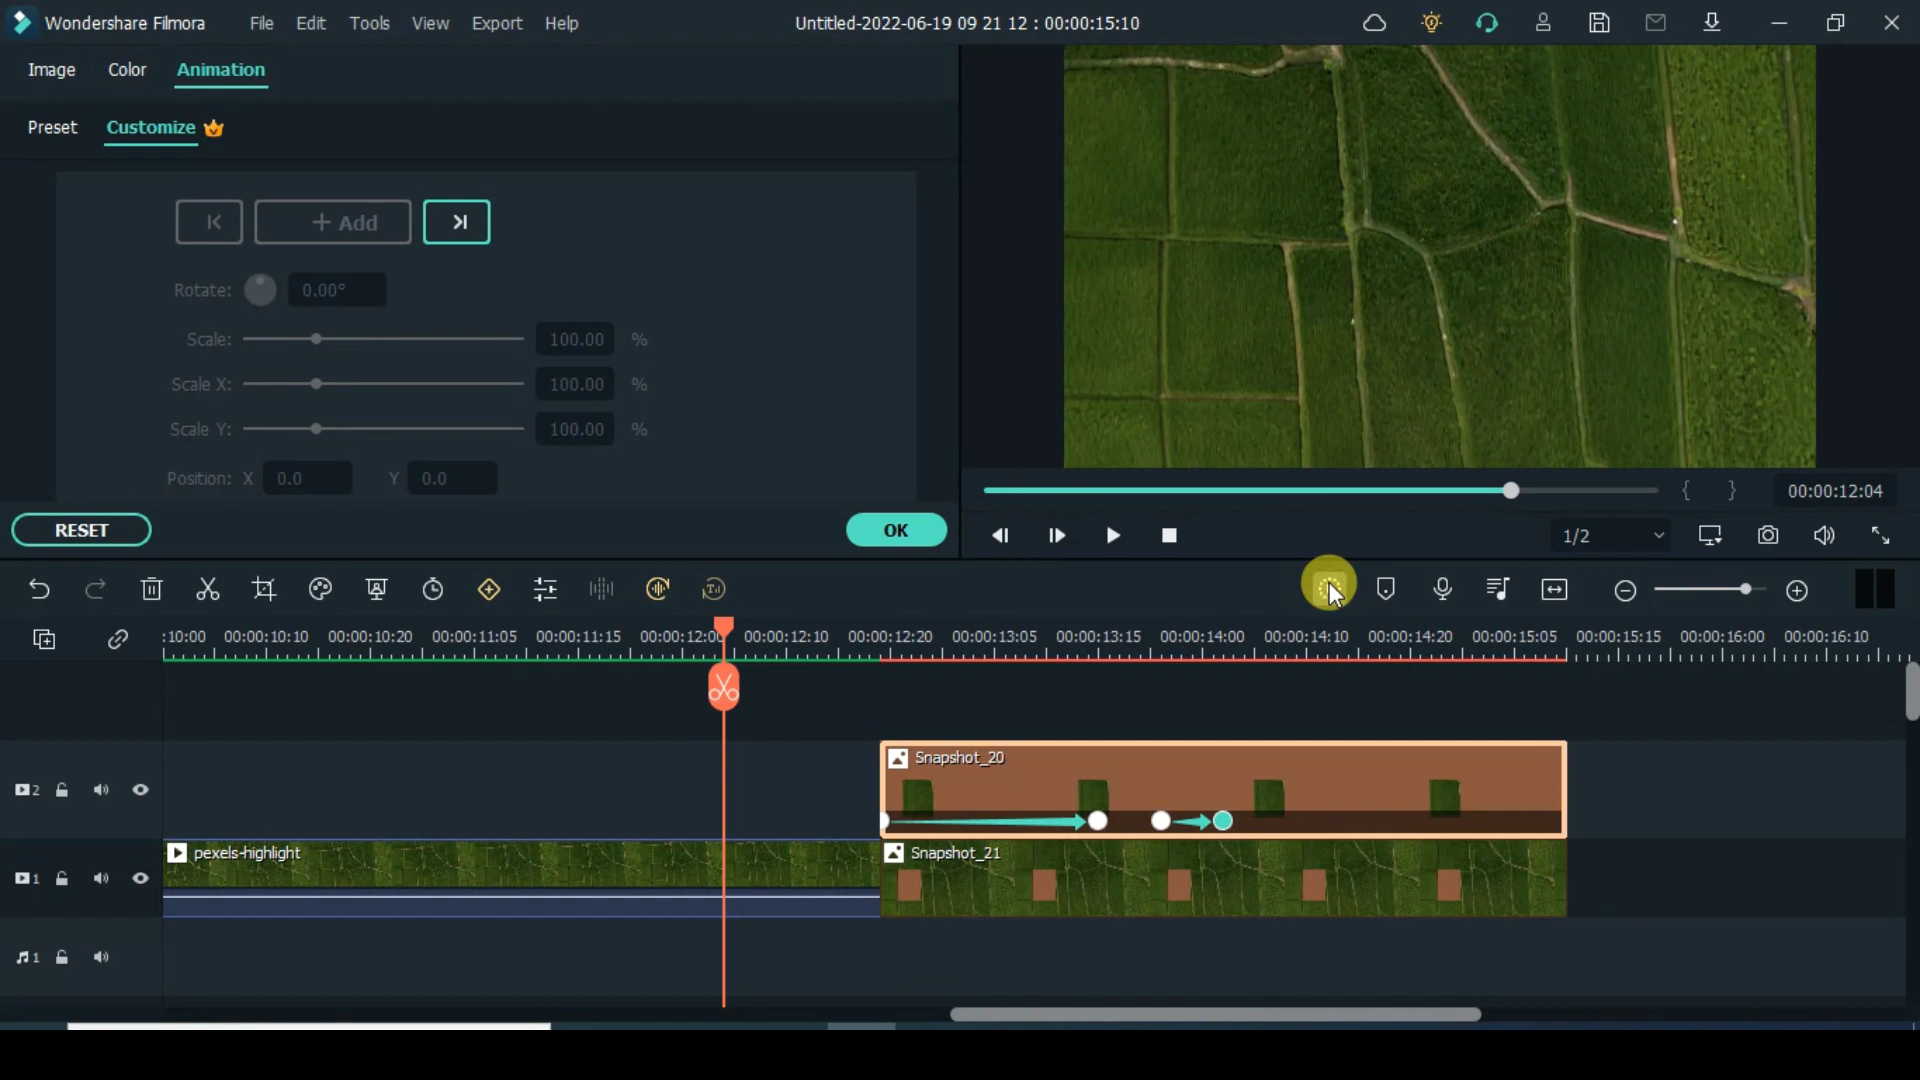 Wondershare Filmora File Edit Tools View Export Help Untitled-2022-06-19 09 21 12 : 00:00:15:10
Image Color Animation
Preset Customize
+ Add
Rotate: 0.00°
Scale: 100.00 %
Scale X: 100.00 %
Scale Y: 100.00 %
Position: X 0.0 Y 0.0
RESET OK
{ } 00:00:12:04
1/2
:10:00 00:00:10:10 00:00:10:20 00:00:11:05 00:00:11:15 00:00:12:00 00:00:12:10 00:00:12:20 00:00:13:05 00:00:13:15 00:00:14:00 00:00:14:10 00:00:14:20 00:00:15:05 00:00:15:15 00:00:16:00 00:00:16:10
Snapshot_20
2
pexels-highlight Snapshot_21
1
1